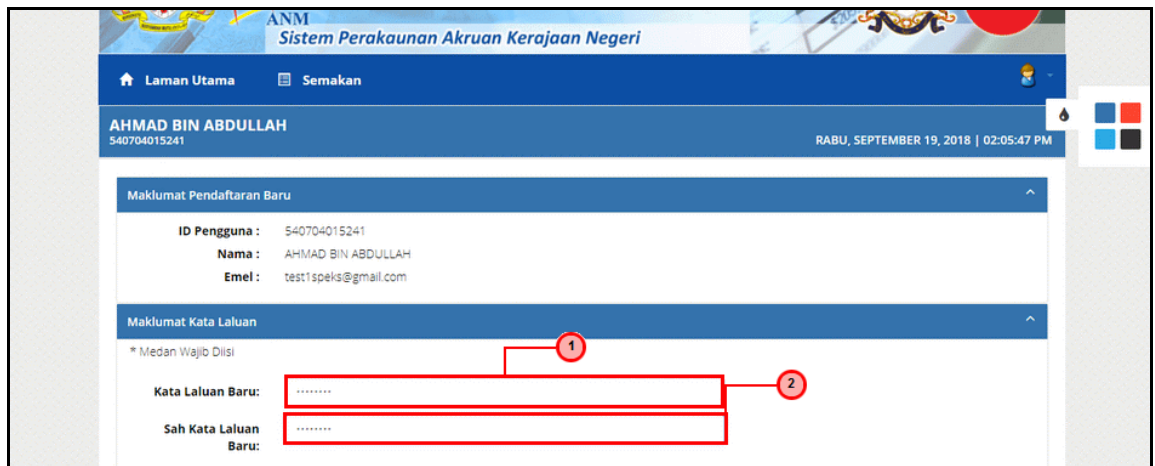 ANM
Sistem Perakaunan Akruan Kerajaan Negeri
Laman Utama Semakan
AHMAD BIN ABDULLAH
540704015241
RABU, SEPTEMBER 19, 2018 | 02:05:47 PM
Maklumat Pendaftaran Baru
ID Pengguna : 540704015241
Nama : AHMAD BIN ABDULLAH
Emel : test1speks@gmail.com
Maklumat Kata Laluan
* Medan Wajib Diisi
1
Kata Laluan Baru: ········
2
Sah Kata Laluan
Baru: ········